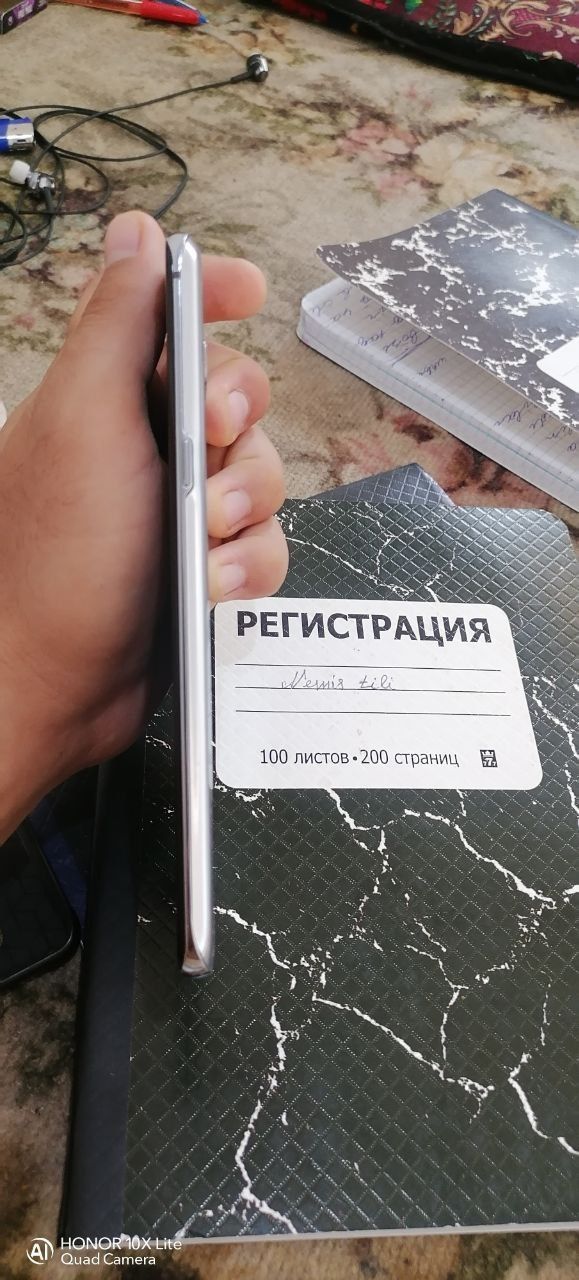 РЕГИСТРАЦИЯ
Nemis tili
100 листов•200 страниц
HONOR 10X Lite
Quad Camera